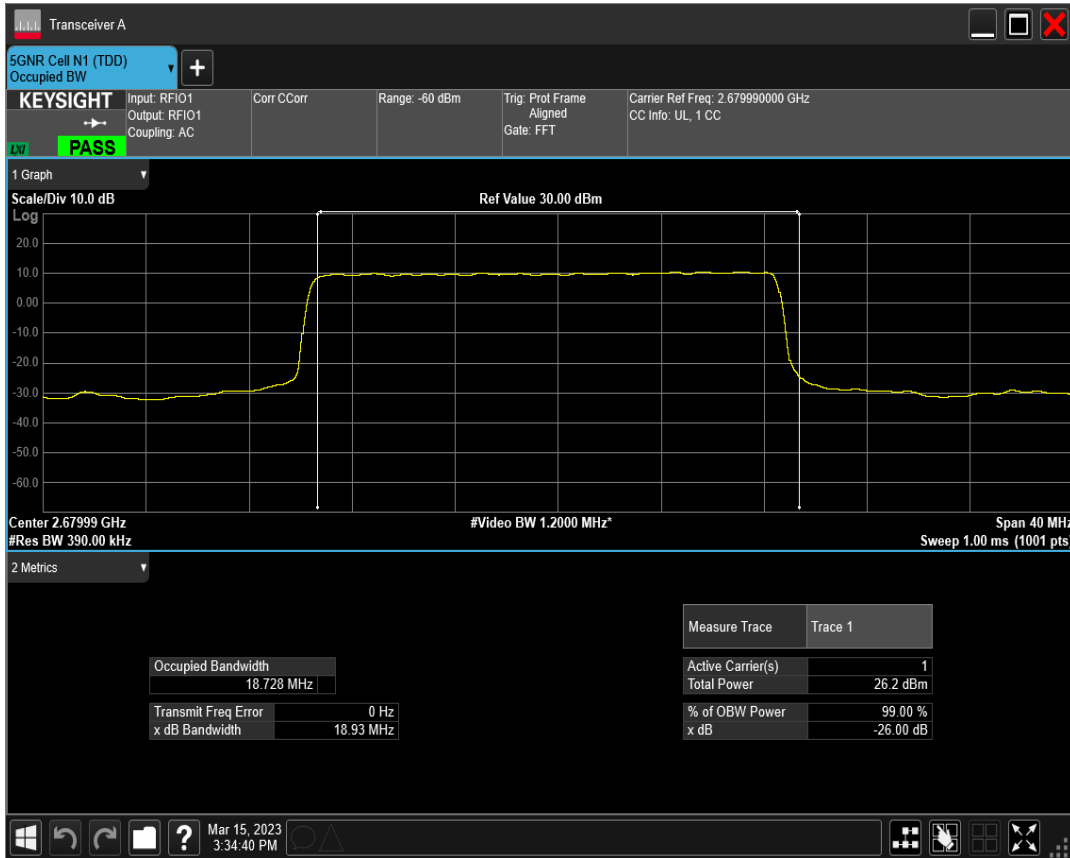 Transceiver A
5GNR Cell N1 (TDD)
Occupied BW
+
KEYSIGHT
LXI
PASS
Input: RFIO1
Output: RFIO1
Coupling: AC
Corr CCorr
Range: -60 dBm
Trig: Prot Frame
Aligned
Gate: FFT
Carrier Ref Freq: 2.679990000 GHz
CC Info: UL, 1 CC
1 Graph
Scale/Div 10.0 dB
Ref Value 30.00 dBm
Log
20.0
10.0
0.00
-10.0
-20.0
-30.0
-40.0
-50.0
-60.0
Center 2.67999 GHz
#Video BW 1.2000 MHz*
Span 40 MHz
#Res BW 390.00 kHz
Sweep 1.00 ms (1001 pts)
2 Metrics
Measure Trace Trace 1
Occupied Bandwidth
18.728 MHz
Active Carrier(s) 1
Total Power 26.2 dBm
Transmit Freq Error 0 Hz
x dB Bandwidth 18.93 MHz
% of OBW Power 99.00 %
x dB -26.00 dB
?
Mar 15, 2023
3:34:40 PM